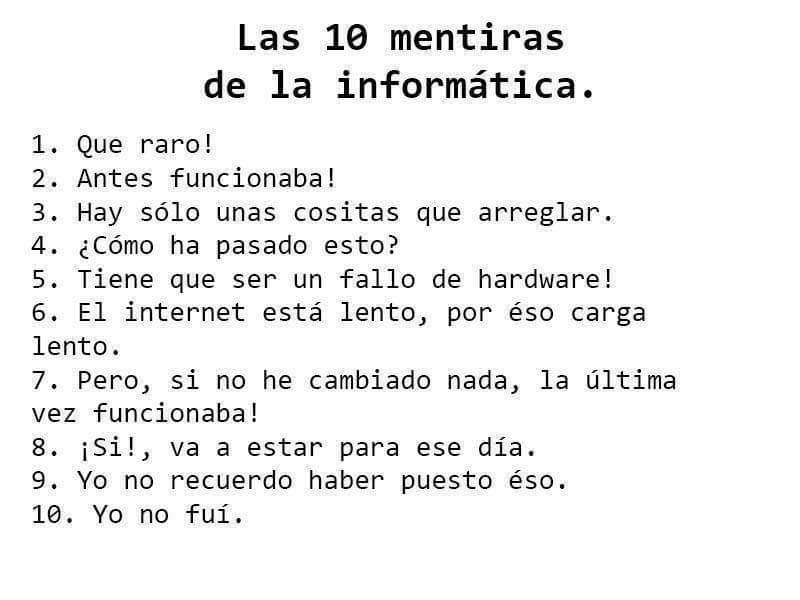 Las 10 mentiras
de la informática.
1. Que raro!
2. Antes funcionaba!
3. Hay sólo unas cositas que arreglar.
4. ¿Cómo ha pasado esto?
5. Tiene que ser un fallo de hardware!
6. El internet está lento, por éso carga
lento.
7. Pero, si no he cambiado nada, la última
vez funcionaba!
8. ¡Si!, va a estar para ese día.
9. Yo no recuerdo haber puesto éso.
10. Yo no fuí.